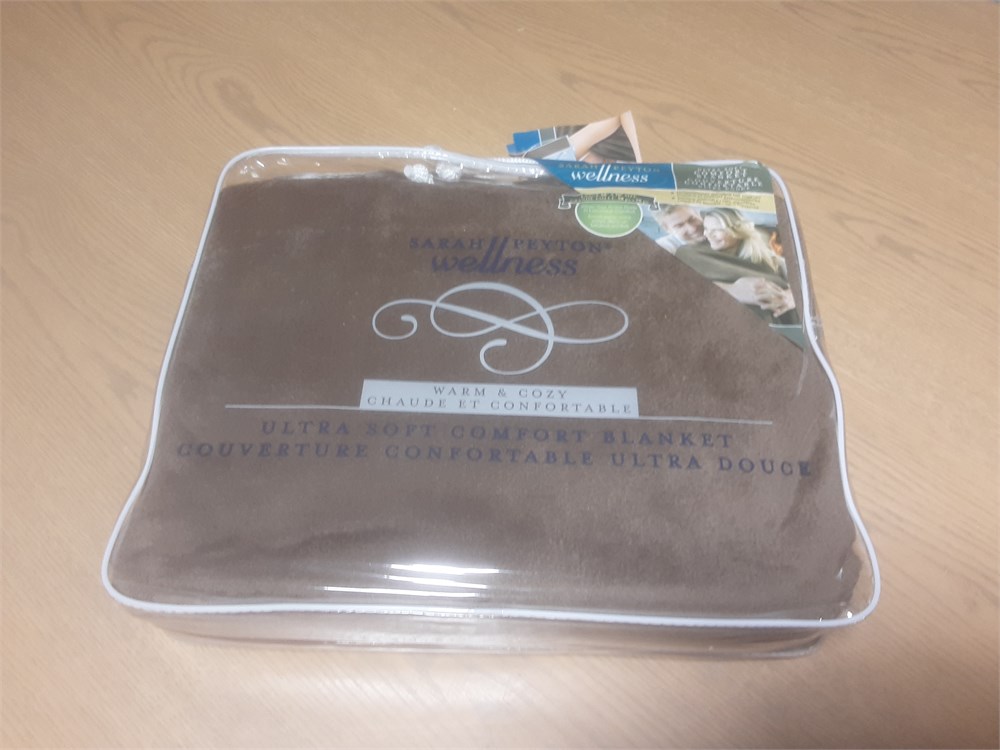 SARAH PEYTON
wellness
SARAH PEYTON®
wellness
WARM & COZY
CHAUDE ET CONFORTABLE
ULTRA SOFT COMFORT BLANKET
COUVERTURE CONFORTABLE ULTRA DOUCE